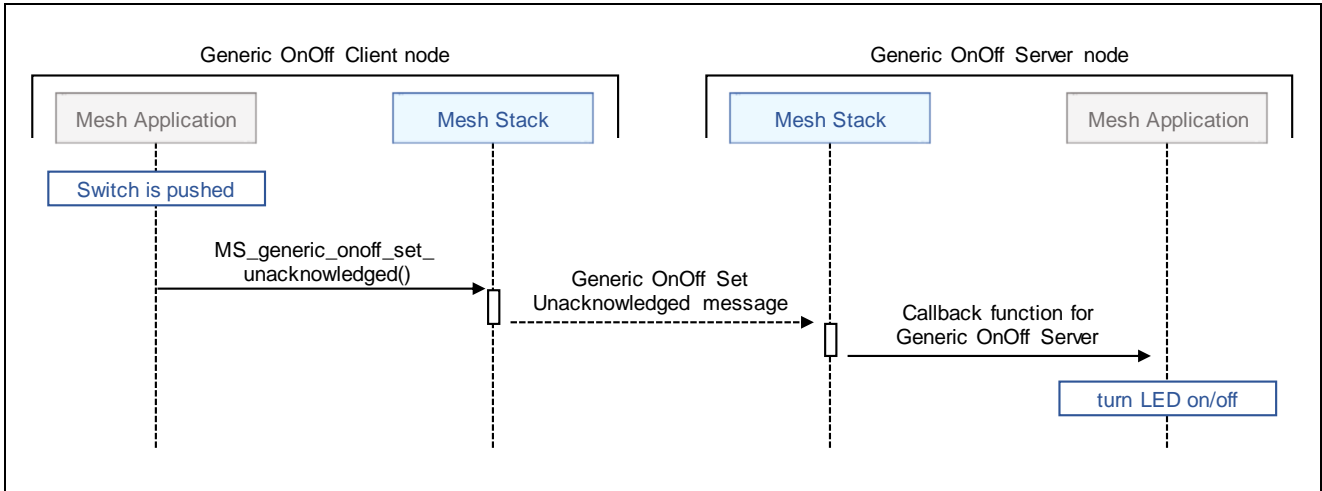 Generic OnOff Client node
Generic OnOff Server node
Mesh Application
Mesh Stack
Mesh Stack
Mesh Application
Switch is pushed
MS_generic_onoff_set_
unacknowledged()
Generic OnOff Set
Unacknowledged message
Callback function for
Generic OnOff Server
turn LED on/off